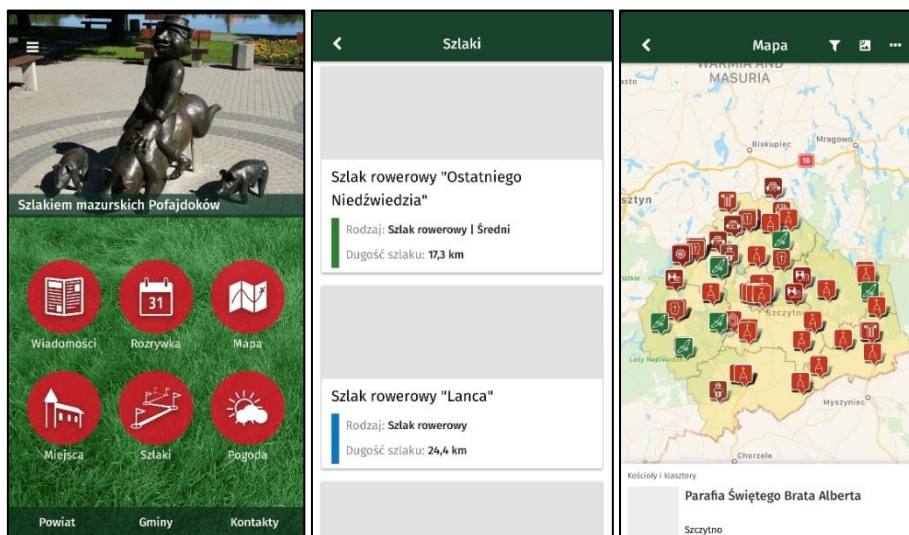 Szlakiem mazurskich Pofajdoków
31
Wiadomości
Rozrywka
Mapa
Miejsca
Szlaki
Pogoda
Powiat
Gminy
Kontakty
Szlaki
Szlak rowerowy "Ostatniego
Niedźwiedzia"
Rodzaj: Szlak rowerowy | Średni
Dugość szlaku: 17,3 km
Szlak rowerowy "Lanca"
Rodzaj: Szlak rowerowy
Dugość szlaku: 24,4 km
Mapa
WARMIA AND
MASURIA
Biskupiec
Mrągowo
16
sztyn
Szczytno
Lasy Napiwodzk
Myszyniec
Chorzele
Kościoły i klasztory
Parafia Świętego Brata Alberta
Szczytno